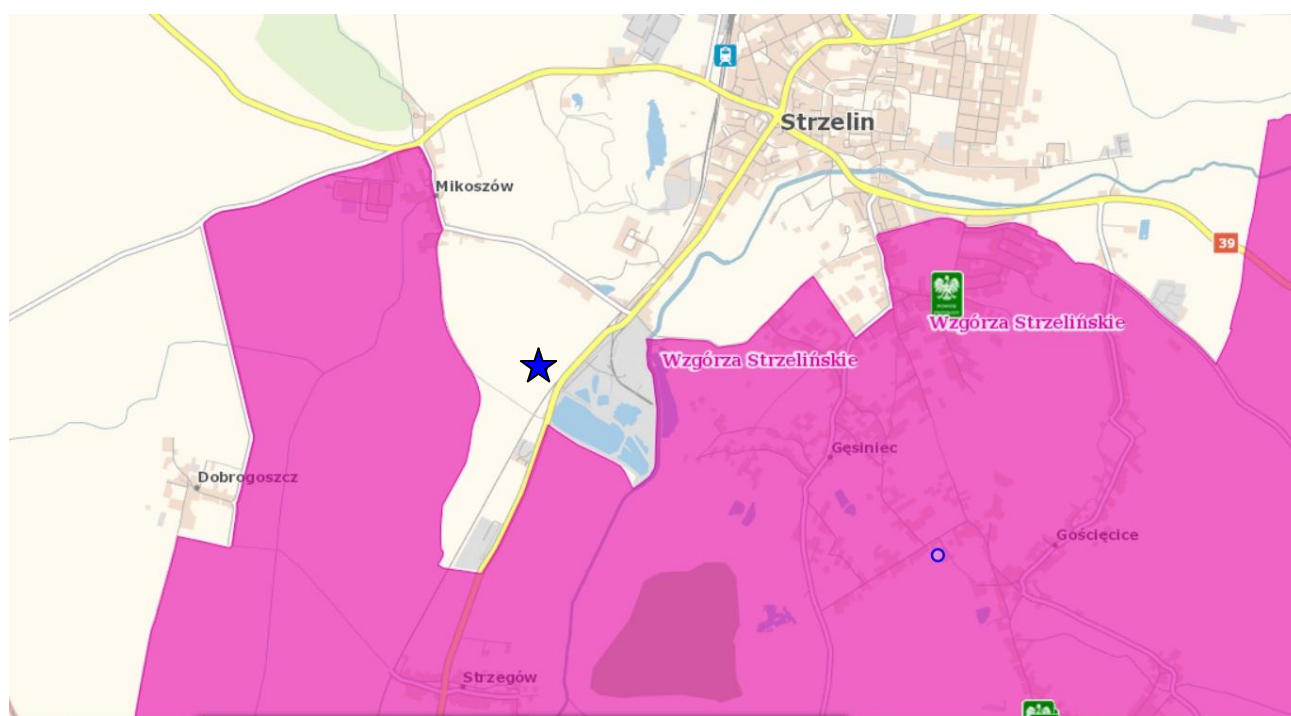 Strzelin
Mikoszów
39
Wzgórza Strzelińskie
Wzgórza Strzelińskie
Gęsiniec
Dobrogoszcz
Gościęcice
Strzegów